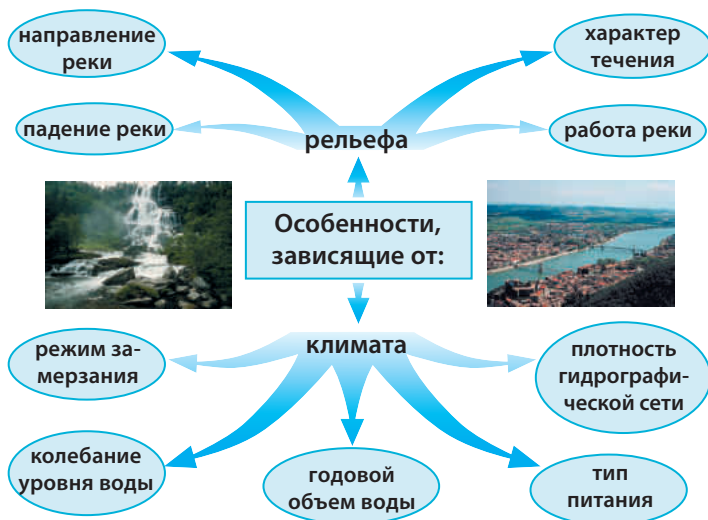 направление
реки
характер
течения
падение реки
работа реки
рельефа
Особенности,
зависящие от:
климата
режим за-
мерзания
плотность
гидрографи-
ческой сети
колебание
уровня воды
годовой
объем воды
тип
питания